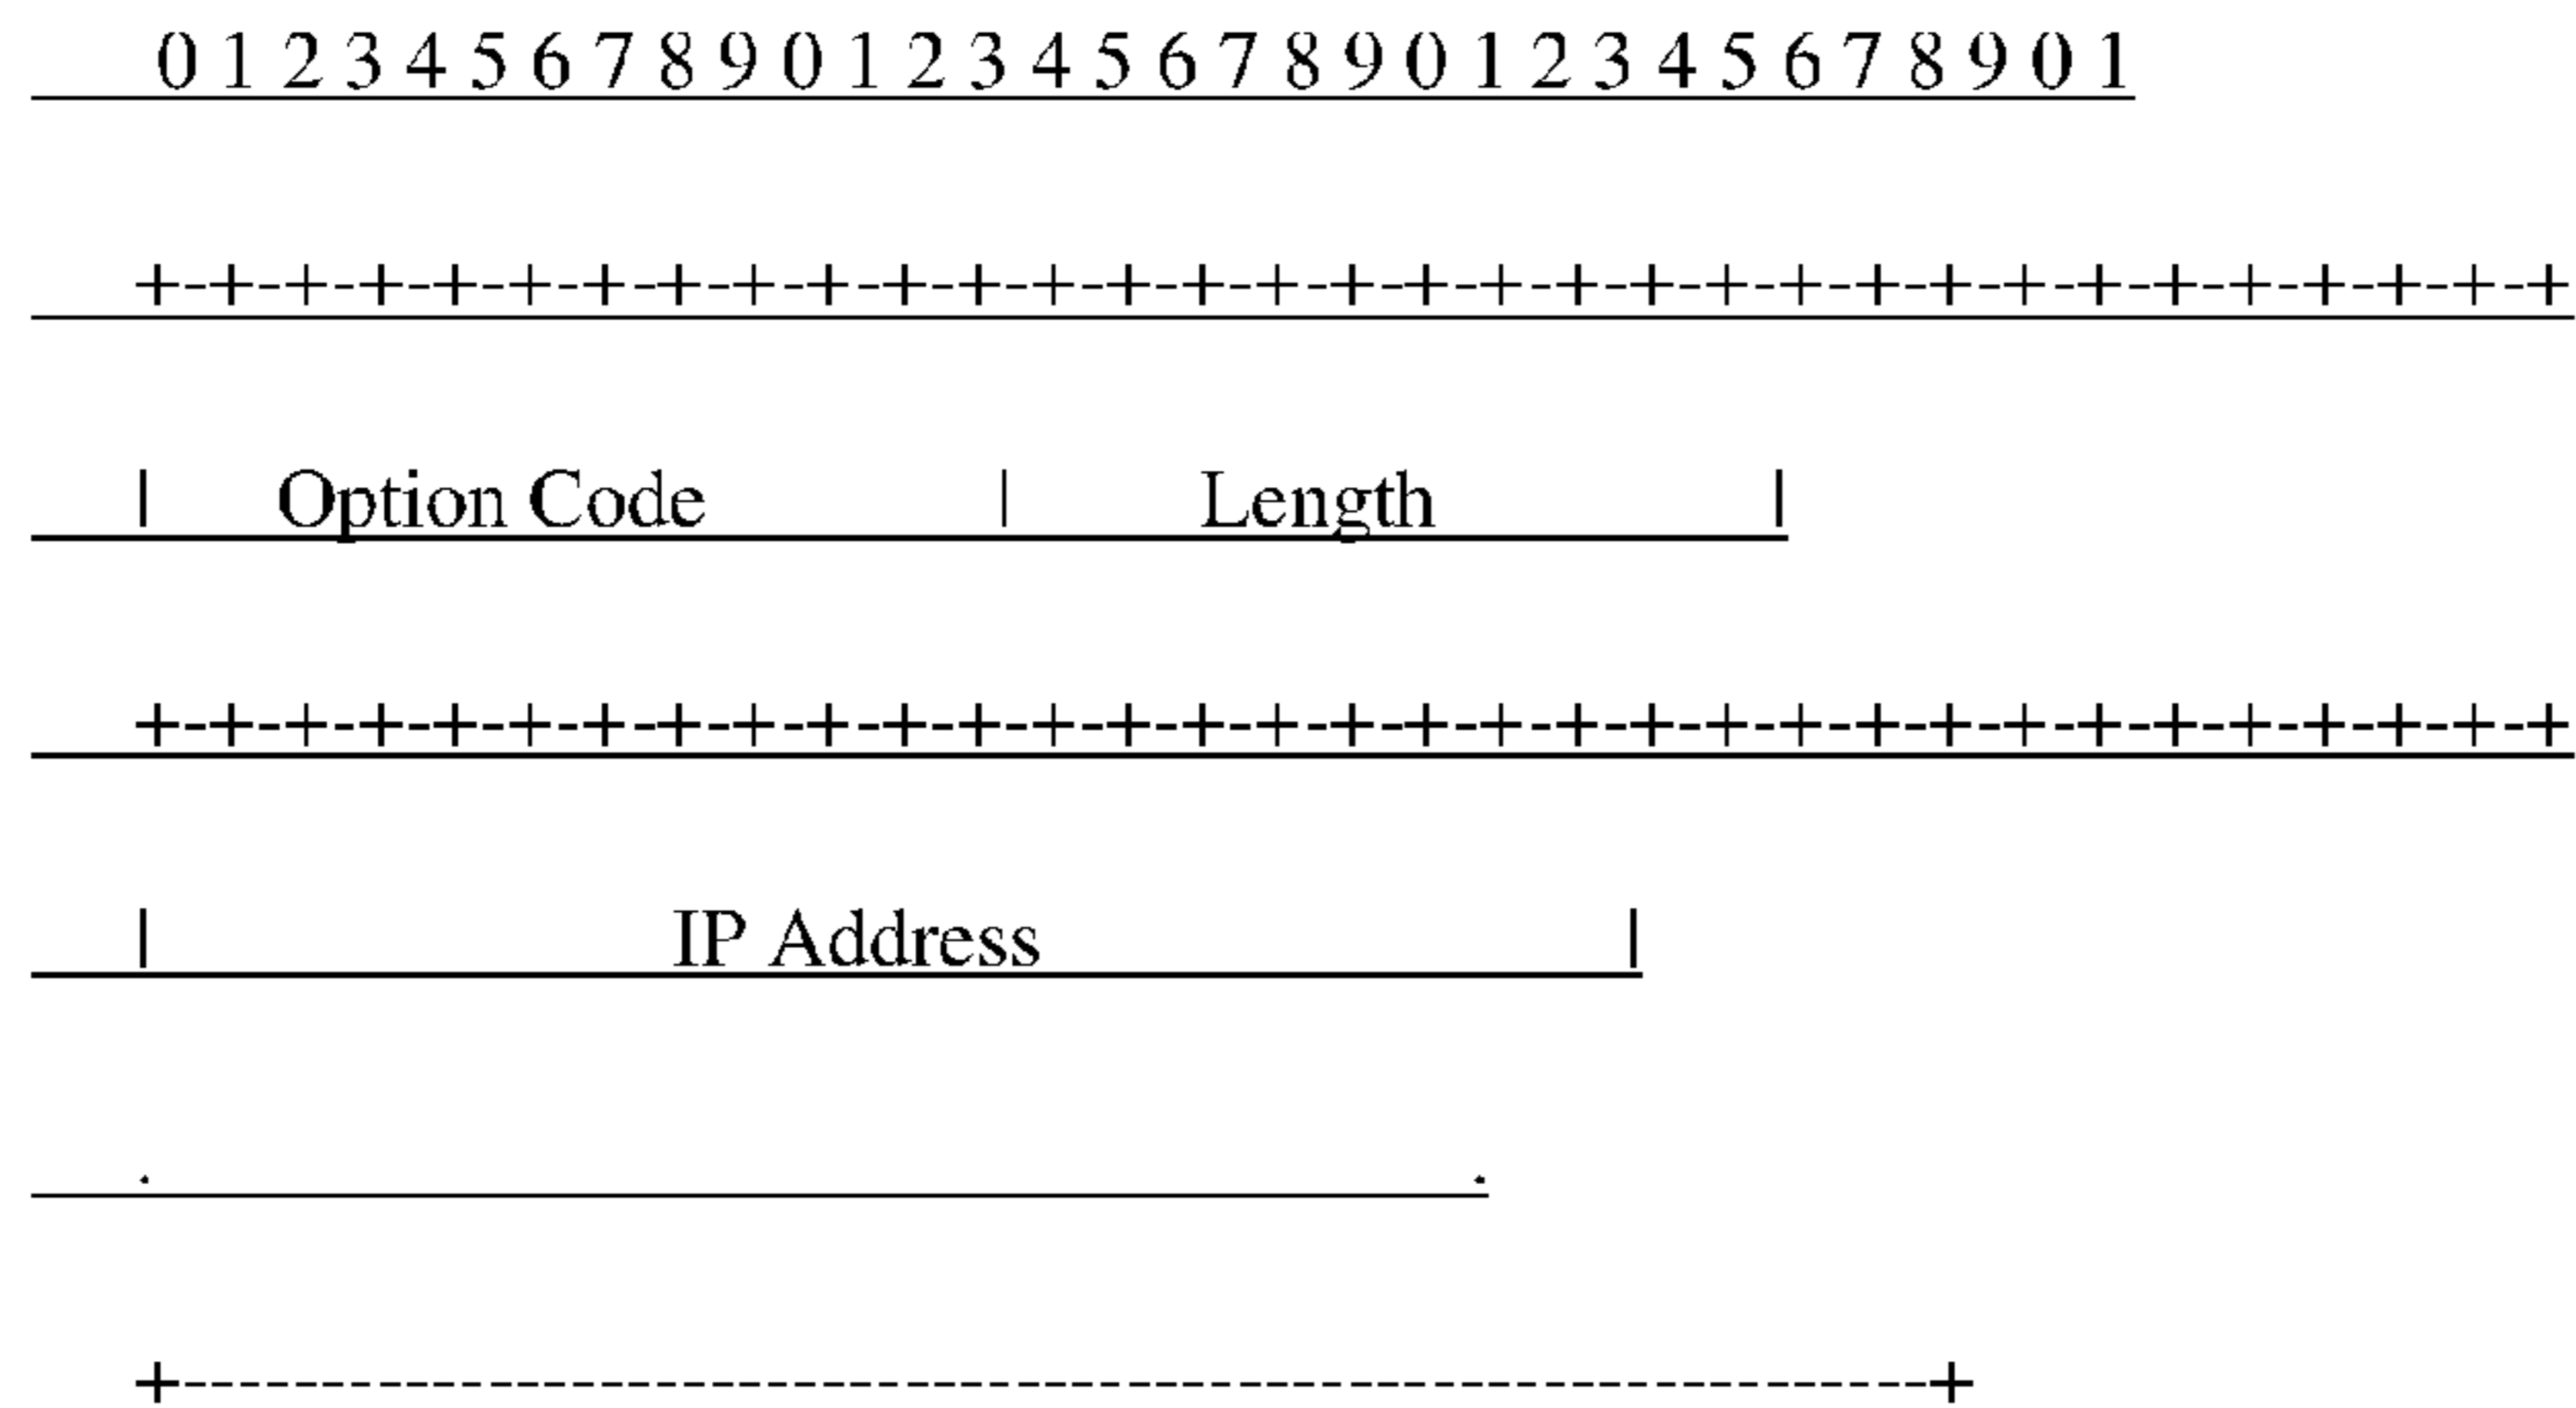 0 1 2 3 4 5 6 7 8 9 0 1 2 3 4 5 6 7 8 9 0 1 2 3 4 5 6 7 8 9 0 1
+-+-+-+-+-+-+-+-+-+-+-+-+-+-+-+-+-+-+-+-+-+-+-+-+-+-+-+-+-+-+-+-+
| Option Code | Length |
+-+-+-+-+-+-+-+-+-+-+-+-+-+-+-+-+-+-+-+-+-+-+-+-+-+-+-+-+-+-+-+-+
| IP Address |
. .
+---------------------------------------------------------------+